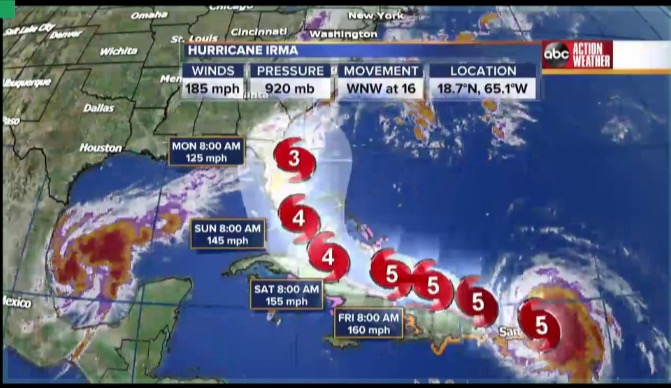 Omaha
Chicago
New York
Salt Lake City
Denver
Cincinnati
Washington
St. Louis
Wichita
HURRICANE IRMA
abc ACTION
WEATHER
WINDS PRESSURE MOVEMENT LOCATION
185 mph 920 mb WNW at 16 18.7°N, 65.1°W
Dallas
Houston
MON 8:00 AM
125 mph
3
SUN 8:00 AM
145 mph
4
4
SAT 8:00 AM
155 mph
5
5
5
5
FRI 8:00 AM
160 mph
San
Mexico